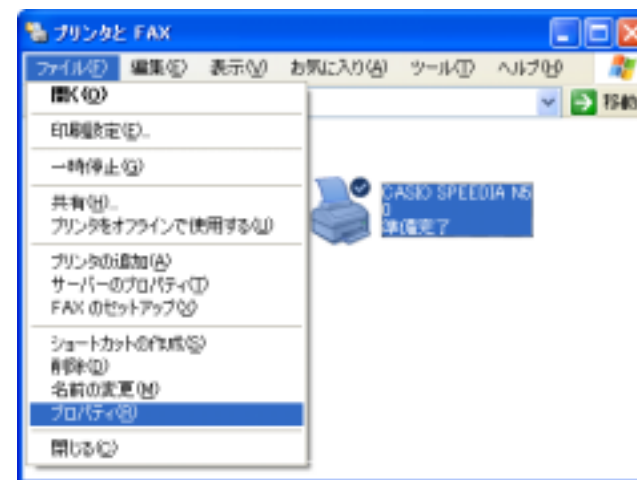 プリンタと FAX
ファイル(F) 編集(E) 表示(V) お気に入り(A) ツール(T) ヘルプ(H)
開く(O)
移動
印刷設定(E)...
一時停止(G)
共有(H)...
プリンタをオフラインで使用する(U)
プリンタの追加(A)
サーバーのプロパティ(T)
FAX のセットアップ(X)
ショートカットの作成(S)
削除(D)
名前の変更(M)
プロパティ(R)
閉じる(C)
CASIO SPEEDIA N5
0
準備完了